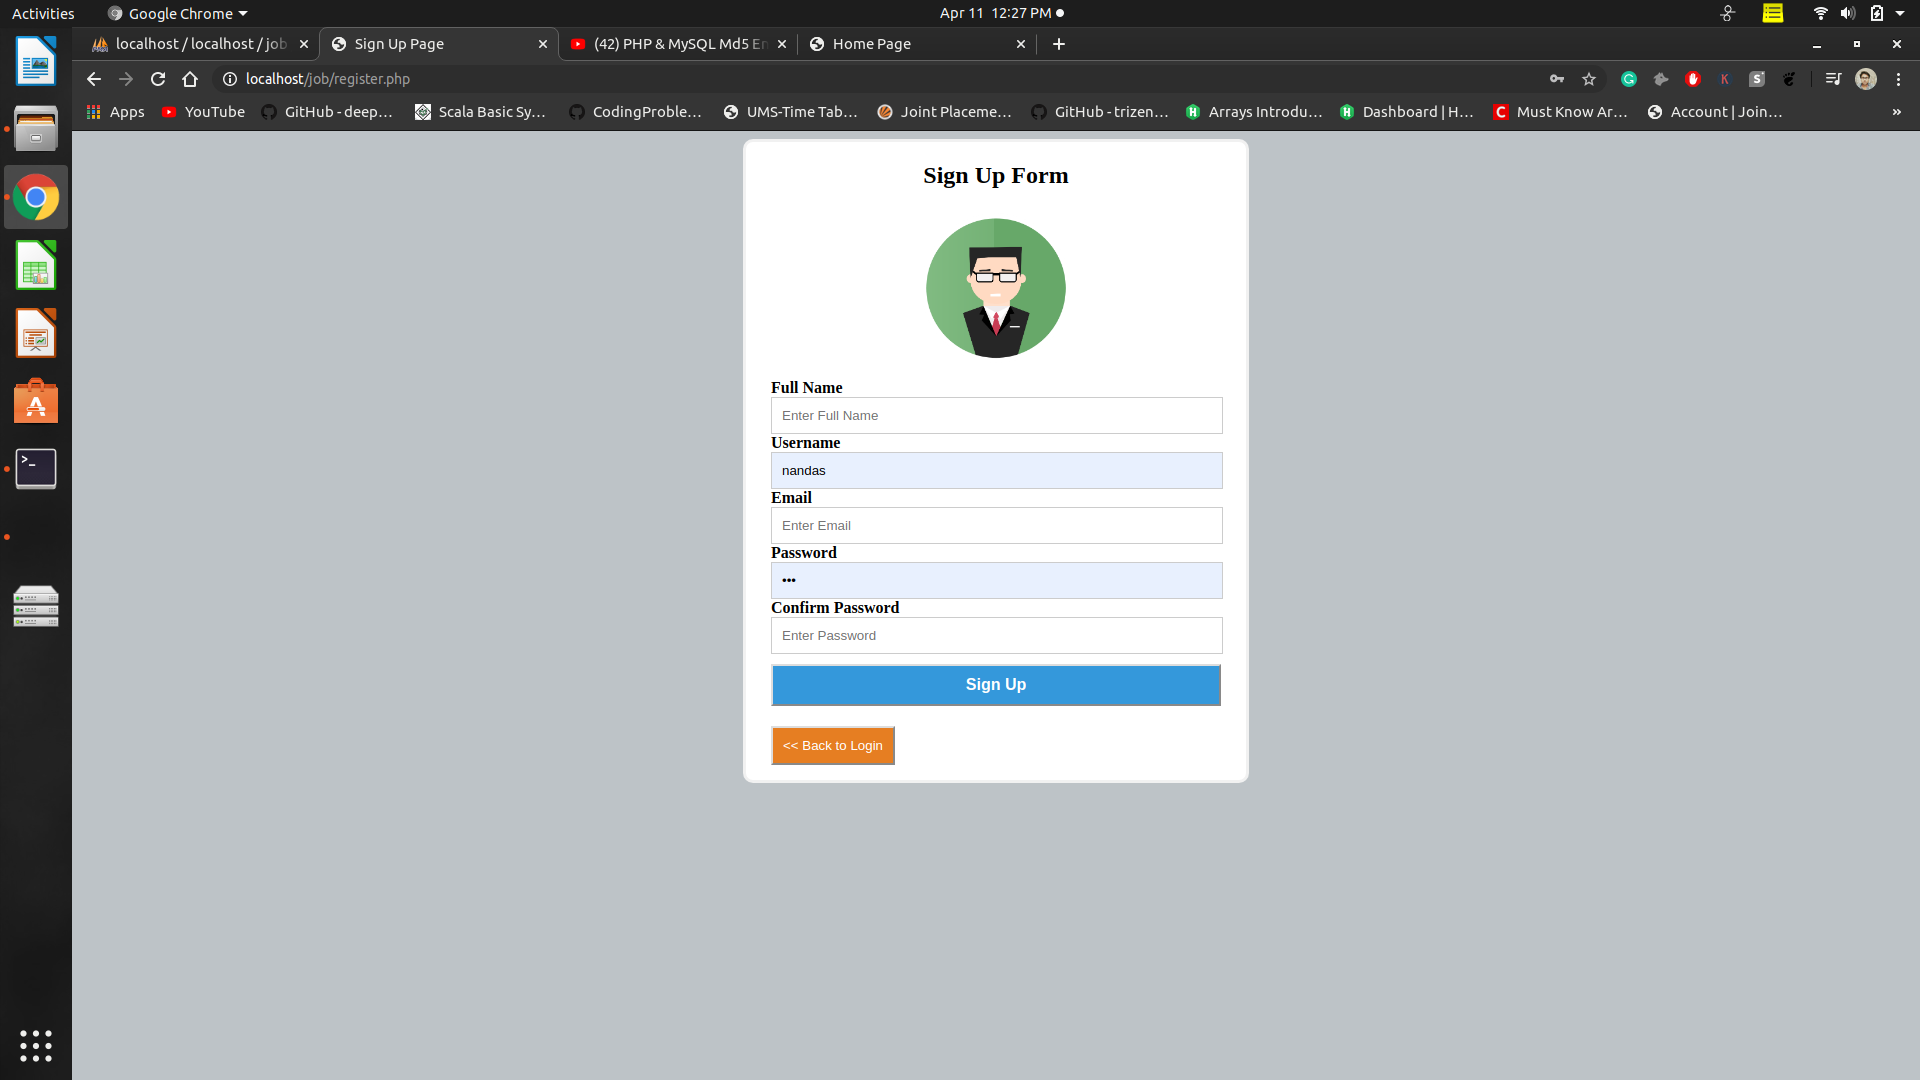 Activities
Google Chrome
Apr 11 12:27 PM
localhost / localhost / job
Sign Up Page
(42) PHP & MySQL Md5 En
Home Page
localhost/job/register.php
Apps
YouTube
GitHub - deep…
Scala Basic Sy…
CodingProble…
UMS-Time Tab…
Joint Placeme…
GitHub - trizen…
Arrays Introdu…
Dashboard | H…
Must Know Ar…
Account | Join…
»
Sign Up Form
Full Name
Enter Full Name
Username
nandas
Email
Enter Email
Password
•••
Confirm Password
Enter Password
Sign Up
<< Back to Login